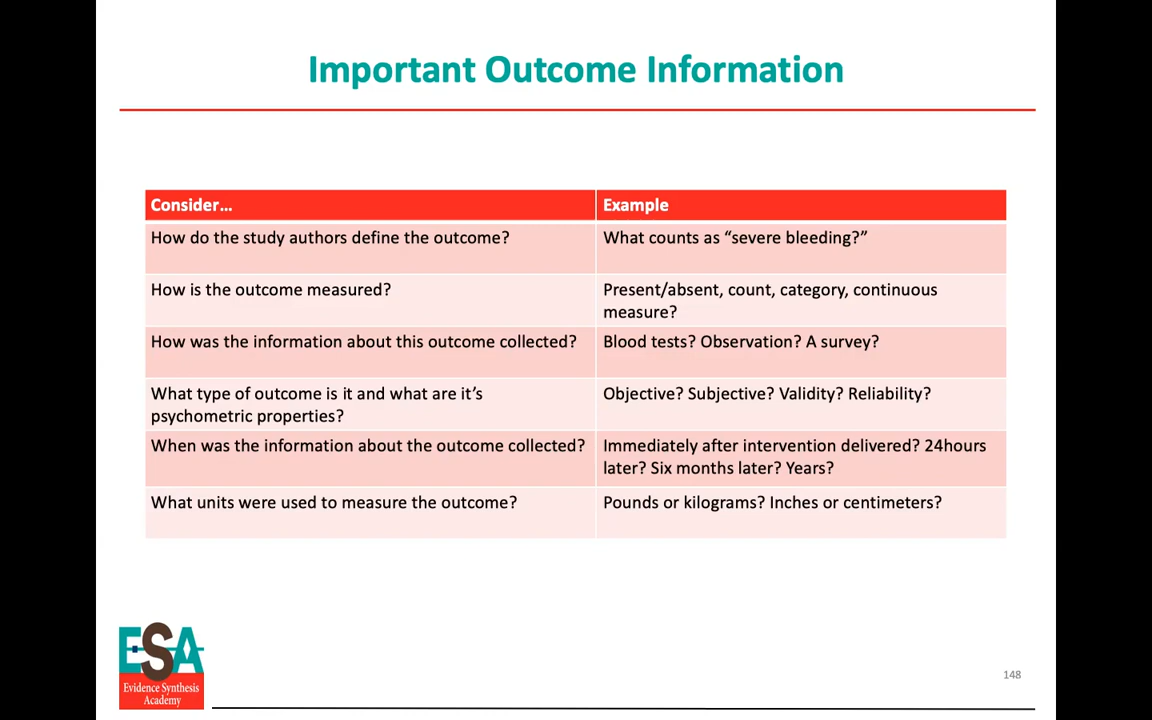 Important Outcome Information
Consider…
Example
How do the study authors define the outcome?
What counts as “severe bleeding?”
How is the outcome measured?
Present/absent, count, category, continuous
measure?
How was the information about this outcome collected?
Blood tests? Observation? A survey?
What type of outcome is it and what are it’s
psychometric properties?
Objective? Subjective? Validity? Reliability?
When was the information about the outcome collected?
Immediately after intervention delivered? 24hours
later? Six months later? Years?
What units were used to measure the outcome?
Pounds or kilograms? Inches or centimeters?
ESA
Evidence Synthesis
Academy
148